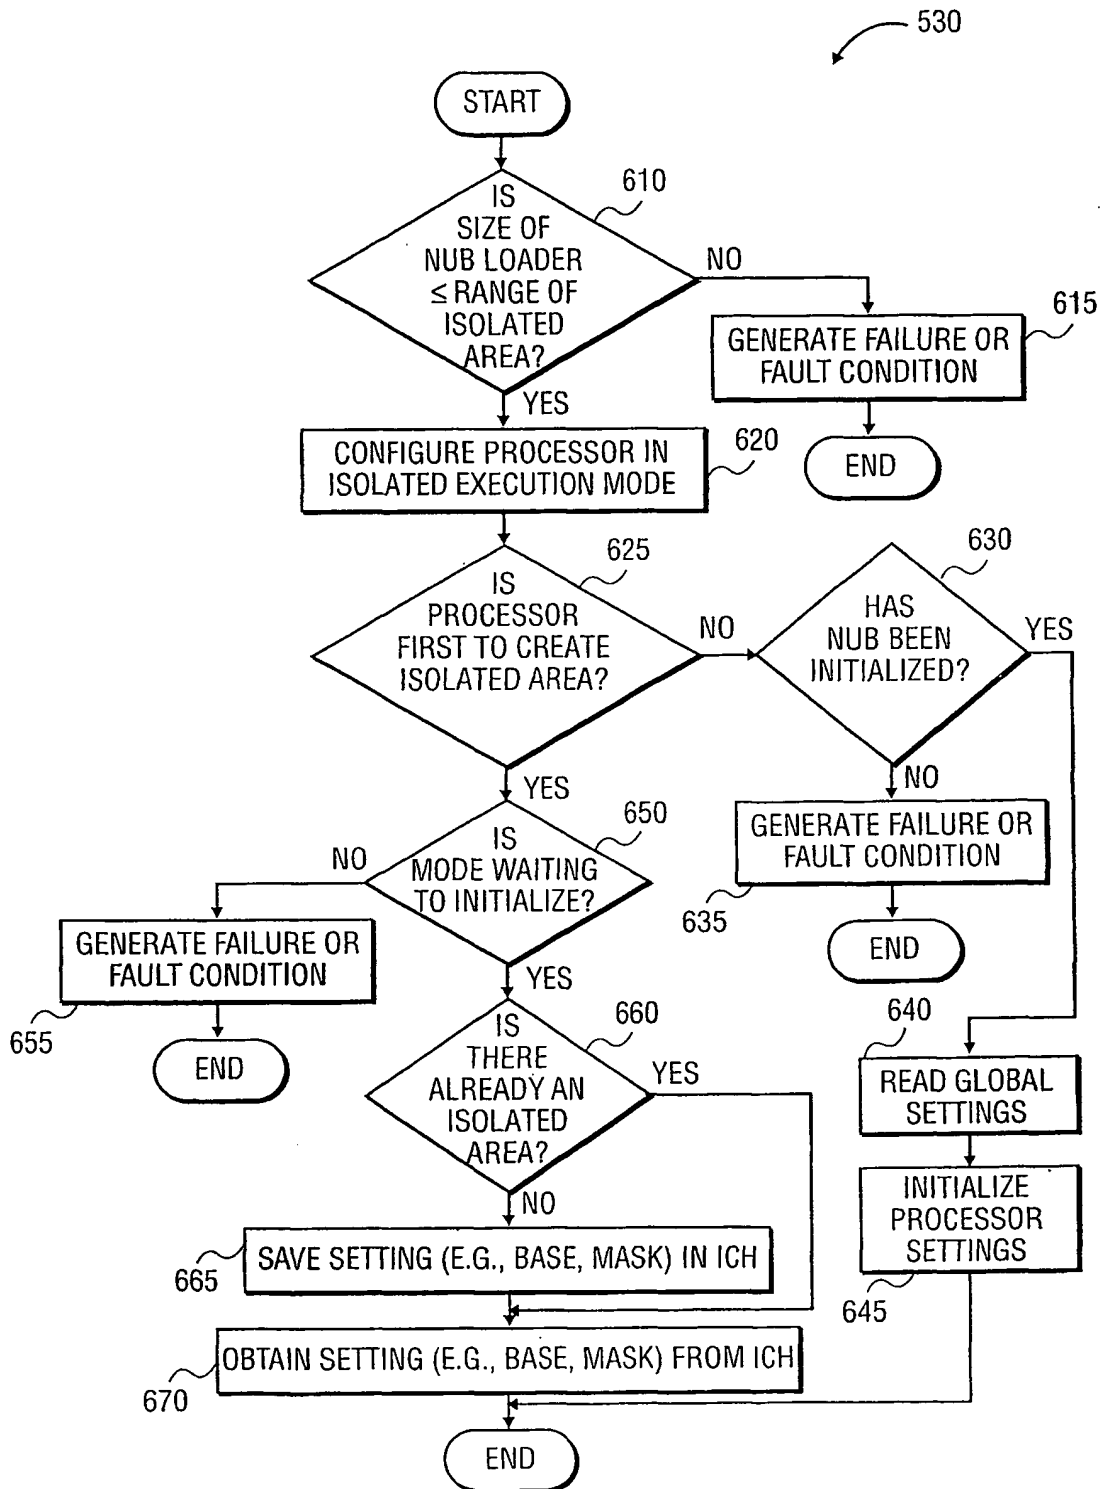 530
START
610
IS
SIZE OF
NUB LOADER
≤ RANGE OF
ISOLATED
AREA?
NO
615
GENERATE FAILURE OR
FAULT CONDITION
END
YES
620
CONFIGURE PROCESSOR IN
ISOLATED EXECUTION MODE
625
IS
PROCESSOR
FIRST TO CREATE
ISOLATED AREA?
NO
630
HAS
NUB BEEN
INITIALIZED?
YES
NO
GENERATE FAILURE OR
FAULT CONDITION
635
END
YES
650
IS
MODE WAITING
TO INITIALIZE?
NO
GENERATE FAILURE OR
FAULT CONDITION
655
END
YES
660
IS
THERE
ALREADY AN
ISOLATED
AREA?
YES
640
READ GLOBAL
SETTINGS
INITIALIZE
PROCESSOR
SETTINGS
645
NO
SAVE SETTING (E.G., BASE, MASK) IN ICH
665
OBTAIN SETTING (E.G., BASE, MASK) FROM ICH
670
END